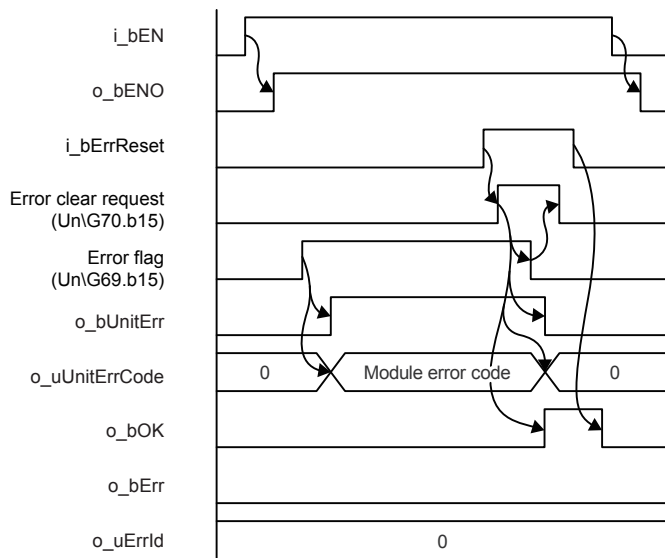 i_bEN
o_bENO
i_bErrReset
Error clear request
(Un\G70.b15)
Error flag
(Un\G69.b15)
o_bUnitErr
o_uUnitErrCode
0
Module error code
0
o_bOK
o_bErr
o_uErrId
0